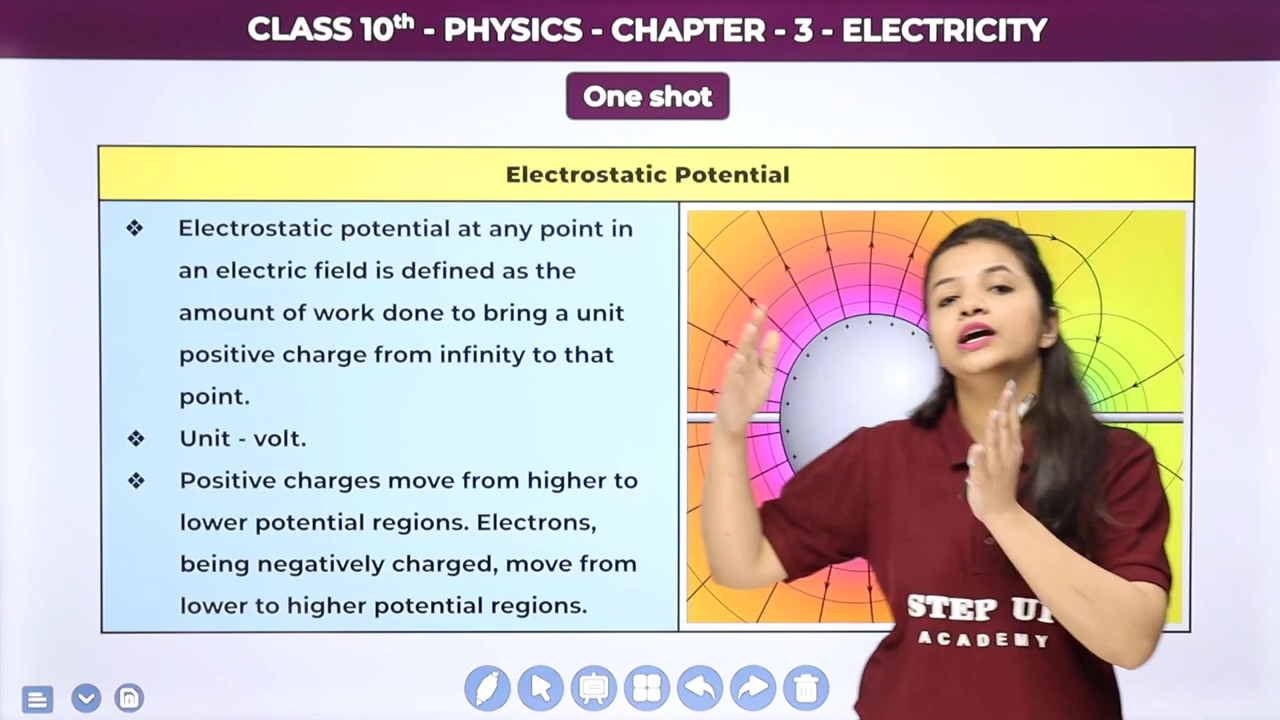 CLASS 10th - PHYSICS - CHAPTER - 3 - ELECTRICITY
One shot
Electrostatic Potential
❖ Electrostatic potential at any point in
an electric field is defined as the
amount of work done to bring a unit
positive charge from infinity to that
point.
❖ Unit - volt.
❖ Positive charges move from higher to
lower potential regions. Electrons,
being negatively charged, move from
lower to higher potential regions.
STEP UP
ACADEMY